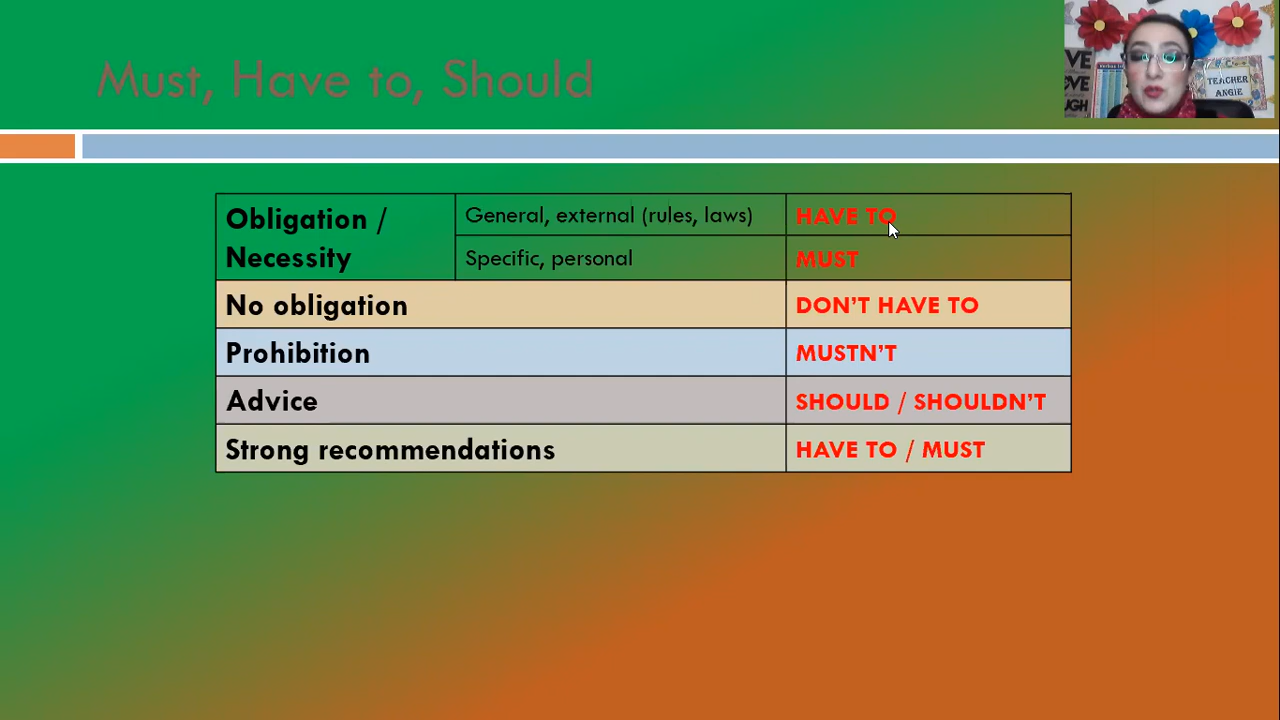 Must, Have to, Should
TEACHER
ANGIE
Obligation /
Necessity
General, external (rules, laws)
HAVE TO
Specific, personal
MUST
No obligation
DON'T HAVE TO
Prohibition
MUSTN'T
Advice
SHOULD / SHOULDN'T
Strong recommendations
HAVE TO / MUST